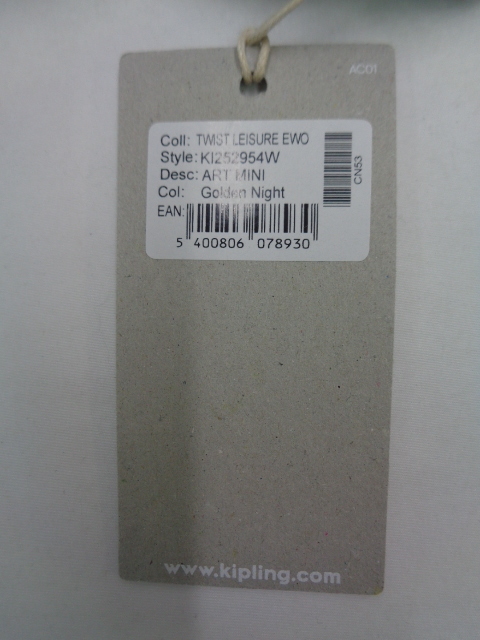 AC01
Coll: TWIST LEISURE EWO
Style: KI252954W
Desc: ART MINI
Col: Golden Night
EAN:
5 400806 078930
CN53
www.kipling.com